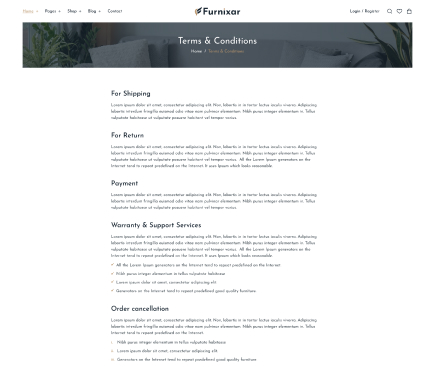 Home
Pages
Shop
Blog
Contact
Furnixar
Login / Register
Terms & Conditions
Home / Terms & Conditions
For Shipping
Lorem ipsum dolor sit amet, consectetur adipiscing elit. Nisi, lobortis in in tortor lectus iaculis viverra. Adipiscing
lobortis interdum fringilla euismod odio vitae nam pulvinar elementum. Nibh purus integer elementum in. Tellus
vulputate habitasse ut vulputate posuere habitant vel tempor varius.
For Return
Lorem ipsum dolor sit amet, consectetur adipiscing elit. Nisi, lobortis in in tortor lectus iaculis viverra. Adipiscing
lobortis interdum fringilla euismod odio vitae nam pulvinar elementum. Nibh purus integer elementum in. Tellus
vulputate habitasse ut vulputate posuere habitant vel tempor varius. All the Lorem Ipsum generators on the
Internet tend to repeat predefined on the Internet. It uses Ipsum which looks reasonable.
Payment
Lorem ipsum dolor sit amet, consectetur adipiscing elit. Nisi, lobortis in in tortor lectus iaculis viverra. Adipiscing
lobortis interdum fringilla euismod odio vitae nam pulvinar elementum. Nibh purus integer elementum in. Tellus
vulputate habitasse ut vulputate posuere habitant vel tempor varius.
Warranty & Support Services
Lorem ipsum dolor sit amet, consectetur adipiscing elit. Nisi, lobortis in in tortor lectus iaculis viverra. Adipiscing
lobortis interdum fringilla euismod odio vitae nam pulvinar elementum. Nibh purus integer elementum in. Tellus
vulputate habitasse ut vulputate posuere habitant vel tempor varius. All the Lorem Ipsum generators on the
Internet tend to repeat predefined on the Internet. It uses Ipsum which looks reasonable.
All the Lorem Ipsum generators on the Internet tend to repeat predefined on the Internet
Nibh purus integer elementum in tellus vulputate habitasse
Lorem ipsum dolor sit amet, consectetur adipiscing elit
Generators on the Internet tend to repeat predefined good quality furniture
Order cancellation
Lorem ipsum dolor sit amet, consectetur adipiscing elit. Nisi, lobortis in in tortor lectus iaculis viverra. Adipiscing
lobortis interdum fringilla euismod odio vitae nam pulvinar elementum. Nibh purus integer elementum in. Tellus
Internet tend to repeat predefined on the Internet.
Nibh purus integer elementum in tellus vulputate habitasse
Lorem ipsum dolor sit amet, consectetur adipiscing elit
Generators on the Internet tend to repeat predefined good quality furniture